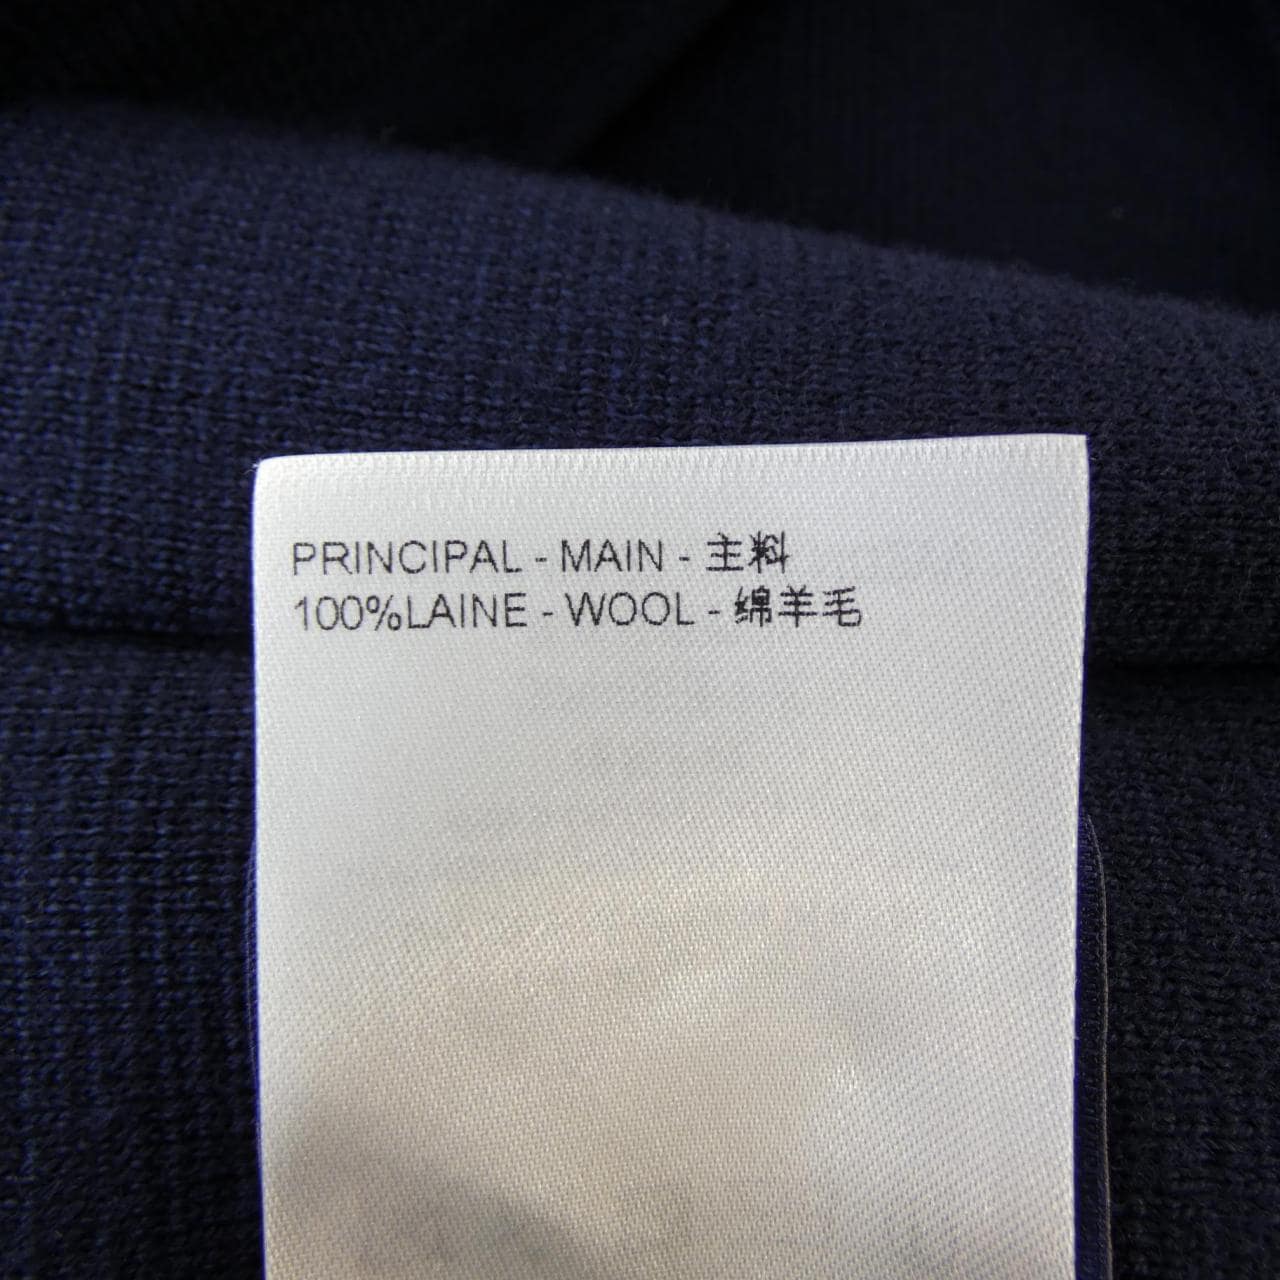 PRINCIPAL - MAIN - 主料
100%LAINE - WOOL - 绵羊毛